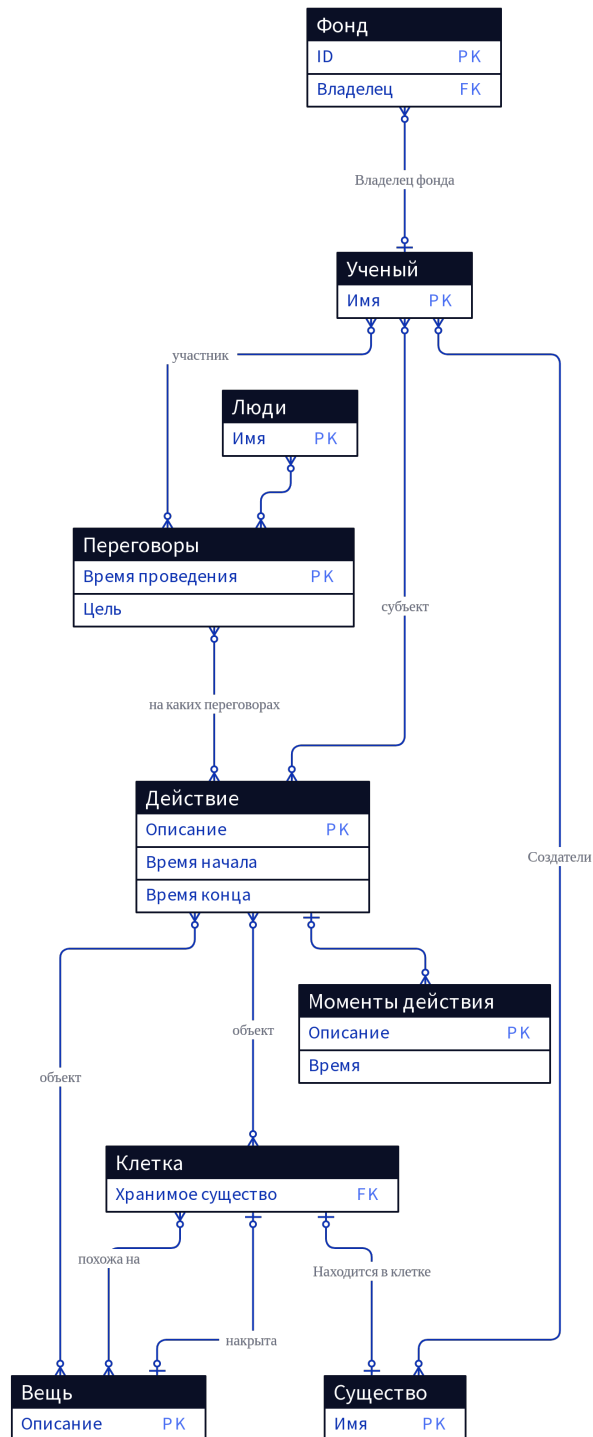 Фонд
ID PK
Владелец FK
Владелец фонда
Ученый
Имя PK
участник
Люди
Имя PK
Переговоры
Время проведения PK
Цель
субъект
на каких переговорах
Действие
Описание PK
Время начала
Время конца
Создатели
Моменты действия
Описание PK
Время
объект
объект
Клетка
Хранимое существо FK
похожа на
Находится в клетке
накрыта
Вещь
Описание PK
Существо
Имя PK